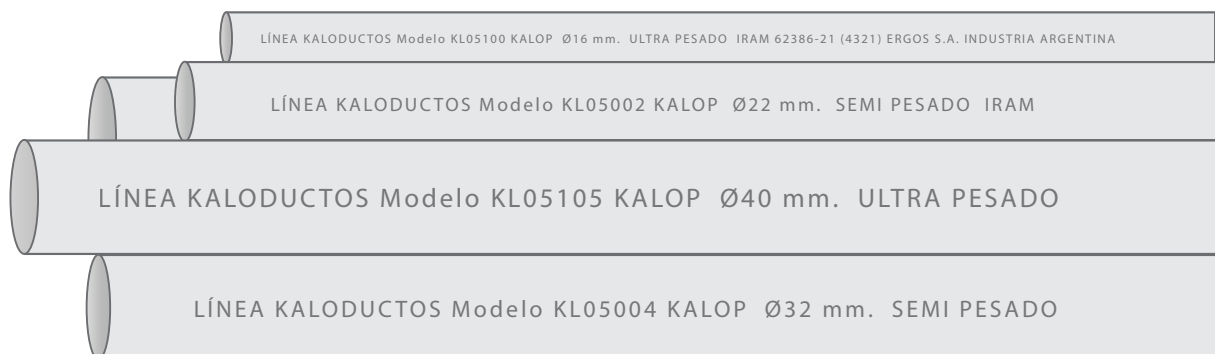 LÍNEA KALODUCTOS Modelo KL05100 KALOP Ø16 mm. ULTRA PESADO IRAM 62386-21 (4321) ERGOS S.A. INDUSTRIA ARGENTINA
LÍNEA KALODUCTOS Modelo KL05002 KALOP Ø22 mm. SEMI PESADO IRAM
LÍNEA KALODUCTOS Modelo KL05105 KALOP Ø40 mm. ULTRA PESADO
LÍNEA KALODUCTOS Modelo KL05004 KALOP Ø32 mm. SEMI PESADO